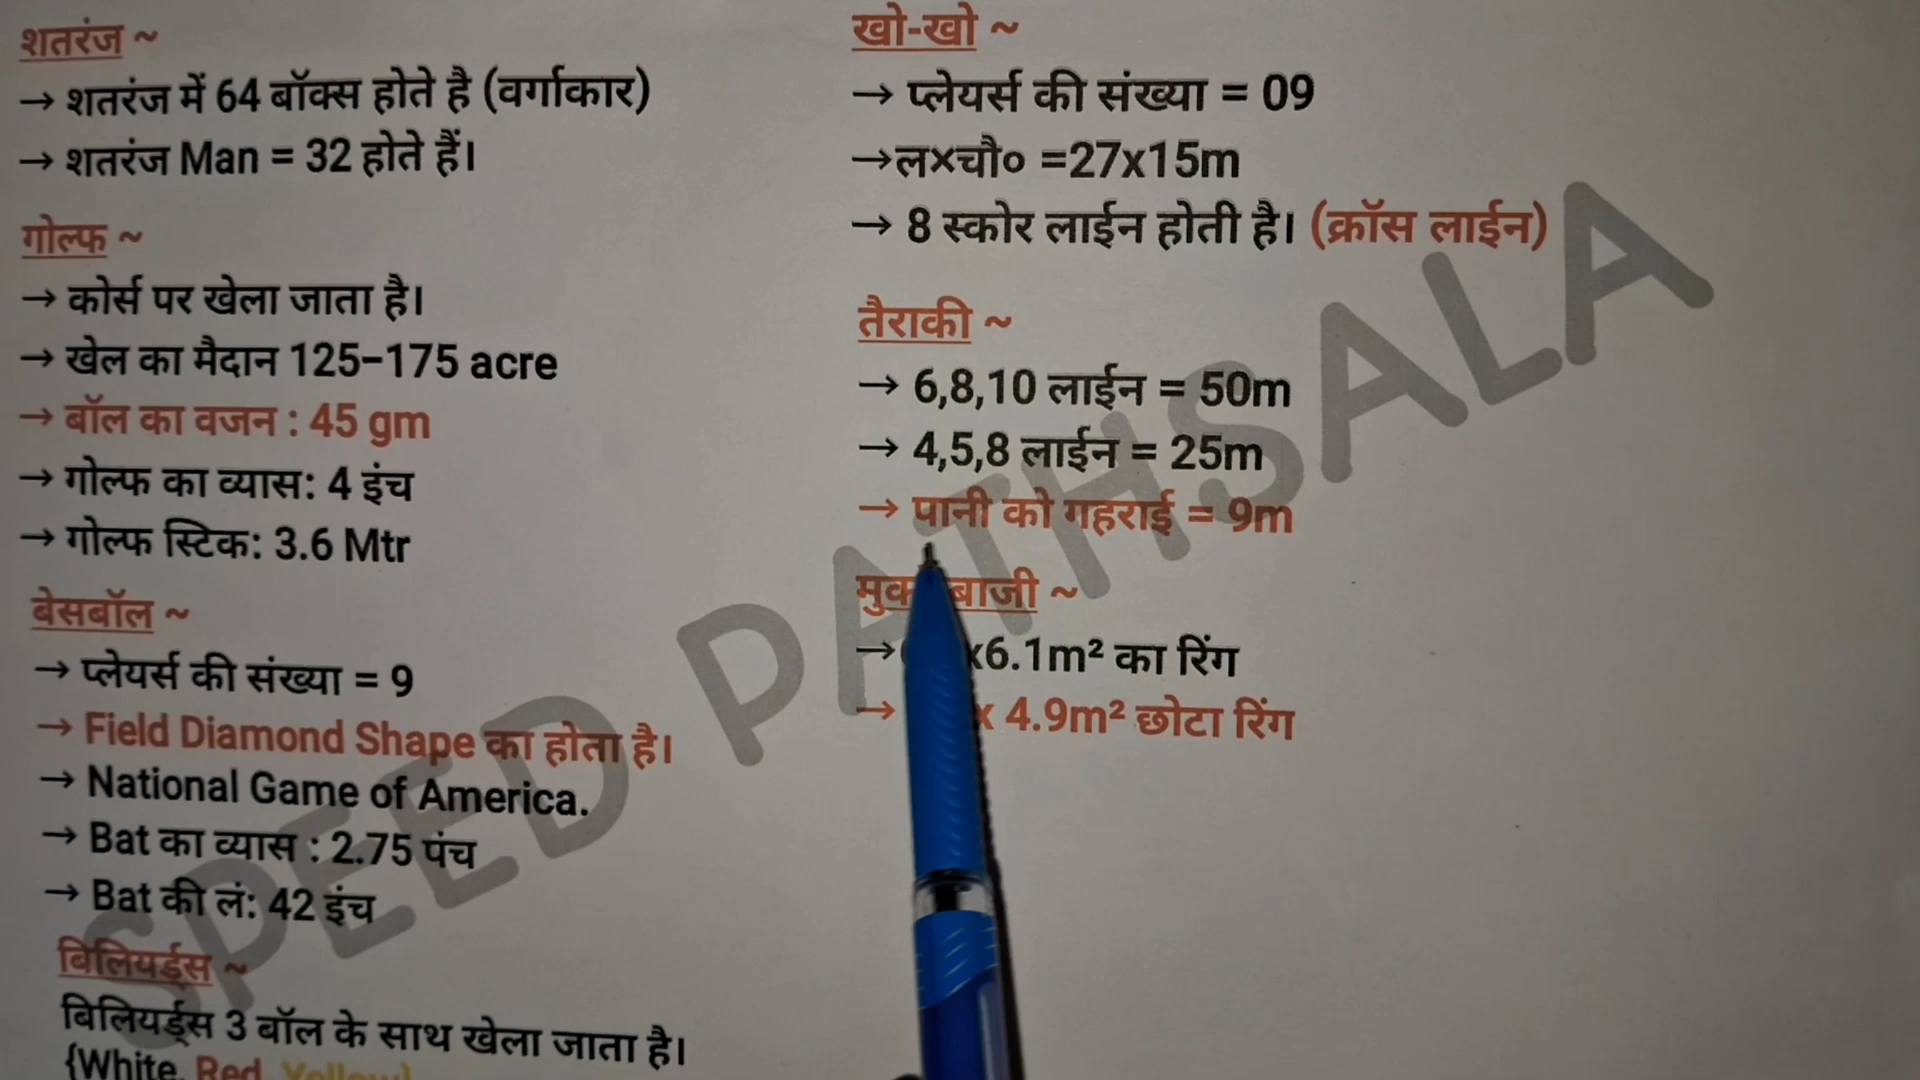 शतरंज ~
→ शतरंज में 64 बॉक्स होते है (वर्गाकार)
→ शतरंज Man = 32 होते हैं।
गोल्फ ~
→ कोर्स पर खेला जाता है।
→ खेल का मैदान 125–175 acre
→ बॉल का वजन : 45 gm
→ गोल्फ का व्यास: 4 इंच
→ गोल्फ स्टिक: 3.6 Mtr
बेसबॉल ~
→ प्लेयर्स की संख्या = 9
→ Field Diamond Shape का होता है।
→ National Game of America.
→ Bat का व्यास : 2.75 पंच
→ Bat की लं: 42 इंच
बिलियर्ड्स ~
बिलियर्ड्स 3 बॉल के साथ खेला जाता है।
{White, Red, Yellow}
खो-खो ~
→ प्लेयर्स की संख्या = 09
→ल×चौ० =27x15m
→ 8 स्कोर लाईन होती है। (क्रॉस लाईन)
तैराकी ~
→ 6,8,10 लाईन = 50m
→ 4,5,8 लाईन = 25m
→ पानी को गहराई = 9m
बाजी ~
→ x6.1m² का रिंग
→ x 4.9m² छोटा रिंग
SPEED PATHSALA